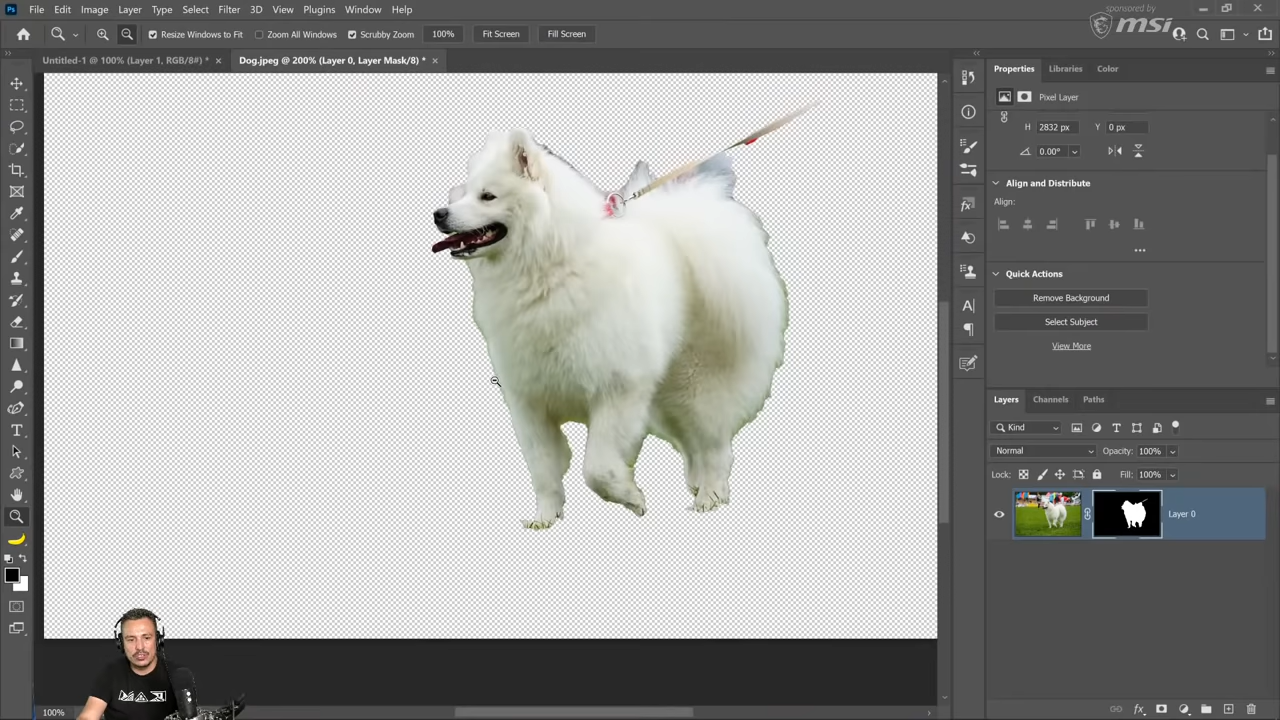 File Edit Image Layer Type Select Filter 3D View Plugins Window Help
sponsored by
msi
Resize Windows to Fit Zoom All Windows Scrubby Zoom 100% Fit Screen Fill Screen
Untitled-1 @ 100% (Layer 1, RGB/8#) * × Dog.jpeg @ 200% (Layer 0, Layer Mask/8) * ×
Properties Libraries Color
Pixel Layer
H 2832 px Y 0 px
0.00°
Align and Distribute
Align:
Quick Actions
Remove Background
Select Subject
View More
Layers Channels Paths
Kind
Normal Opacity: 100%
Lock: Fill: 100%
Layer 0
100%